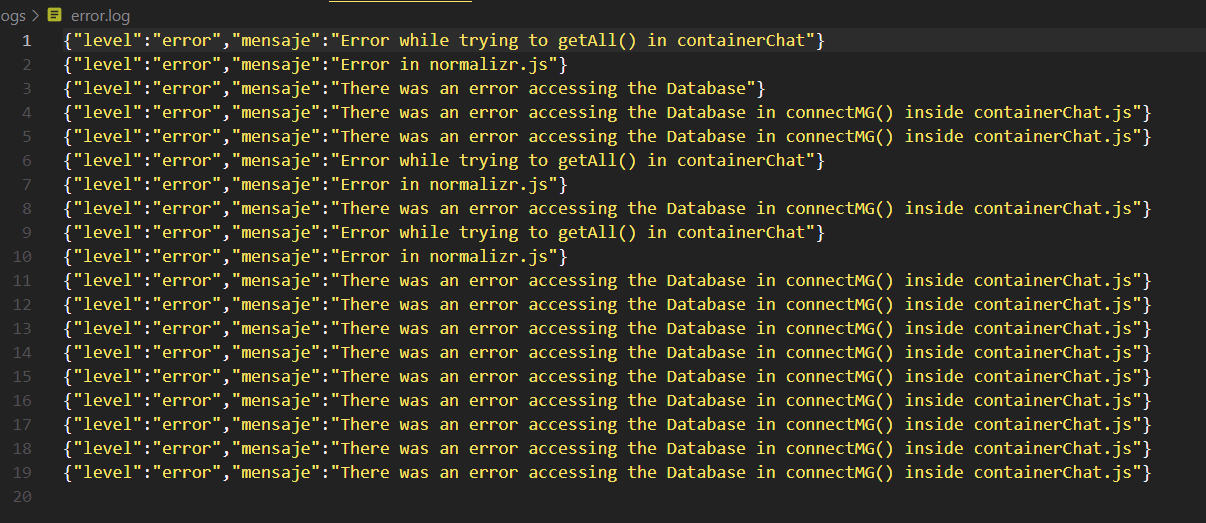 ogs > error.log
1 {"level":"error","mensaje":"Error while trying to getAll() in containerChat"}
2 {"level":"error","mensaje":"Error in normalizr.js"}
3 {"level":"error","mensaje":"There was an error accessing the Database"}
4 {"level":"error","mensaje":"There was an error accessing the Database in connectMG() inside containerChat.js"}
5 {"level":"error","mensaje":"There was an error accessing the Database in connectMG() inside containerChat.js"}
6 {"level":"error","mensaje":"Error while trying to getAll() in containerChat"}
7 {"level":"error","mensaje":"Error in normalizr.js"}
8 {"level":"error","mensaje":"There was an error accessing the Database in connectMG() inside containerChat.js"}
9 {"level":"error","mensaje":"Error while trying to getAll() in containerChat"}
10 {"level":"error","mensaje":"Error in normalizr.js"}
11 {"level":"error","mensaje":"There was an error accessing the Database in connectMG() inside containerChat.js"}
12 {"level":"error","mensaje":"There was an error accessing the Database in connectMG() inside containerChat.js"}
13 {"level":"error","mensaje":"There was an error accessing the Database in connectMG() inside containerChat.js"}
14 {"level":"error","mensaje":"There was an error accessing the Database in connectMG() inside containerChat.js"}
15 {"level":"error","mensaje":"There was an error accessing the Database in connectMG() inside containerChat.js"}
16 {"level":"error","mensaje":"There was an error accessing the Database in connectMG() inside containerChat.js"}
17 {"level":"error","mensaje":"There was an error accessing the Database in connectMG() inside containerChat.js"}
18 {"level":"error","mensaje":"There was an error accessing the Database in connectMG() inside containerChat.js"}
19 {"level":"error","mensaje":"There was an error accessing the Database in connectMG() inside containerChat.js"}
20